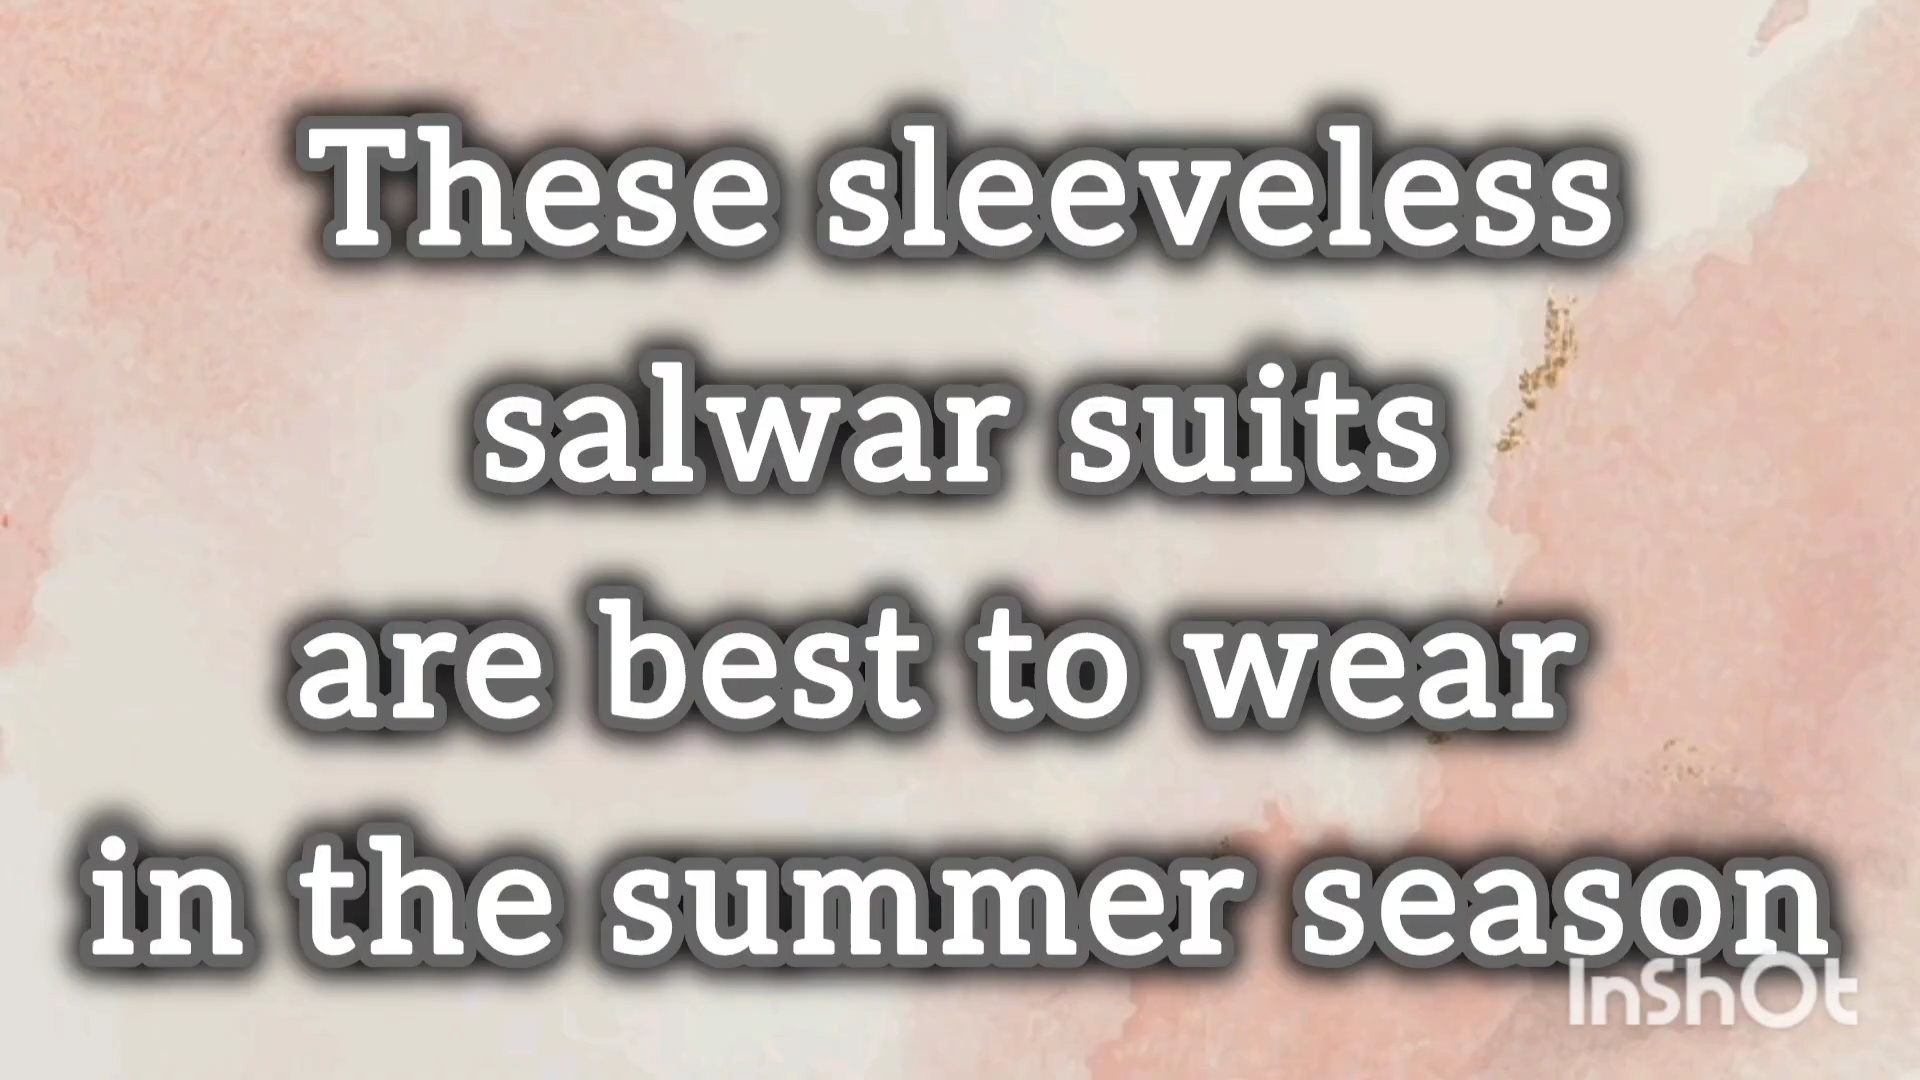 These sleeveless
salwar suits
are best to wear
in the summer season
InShOt